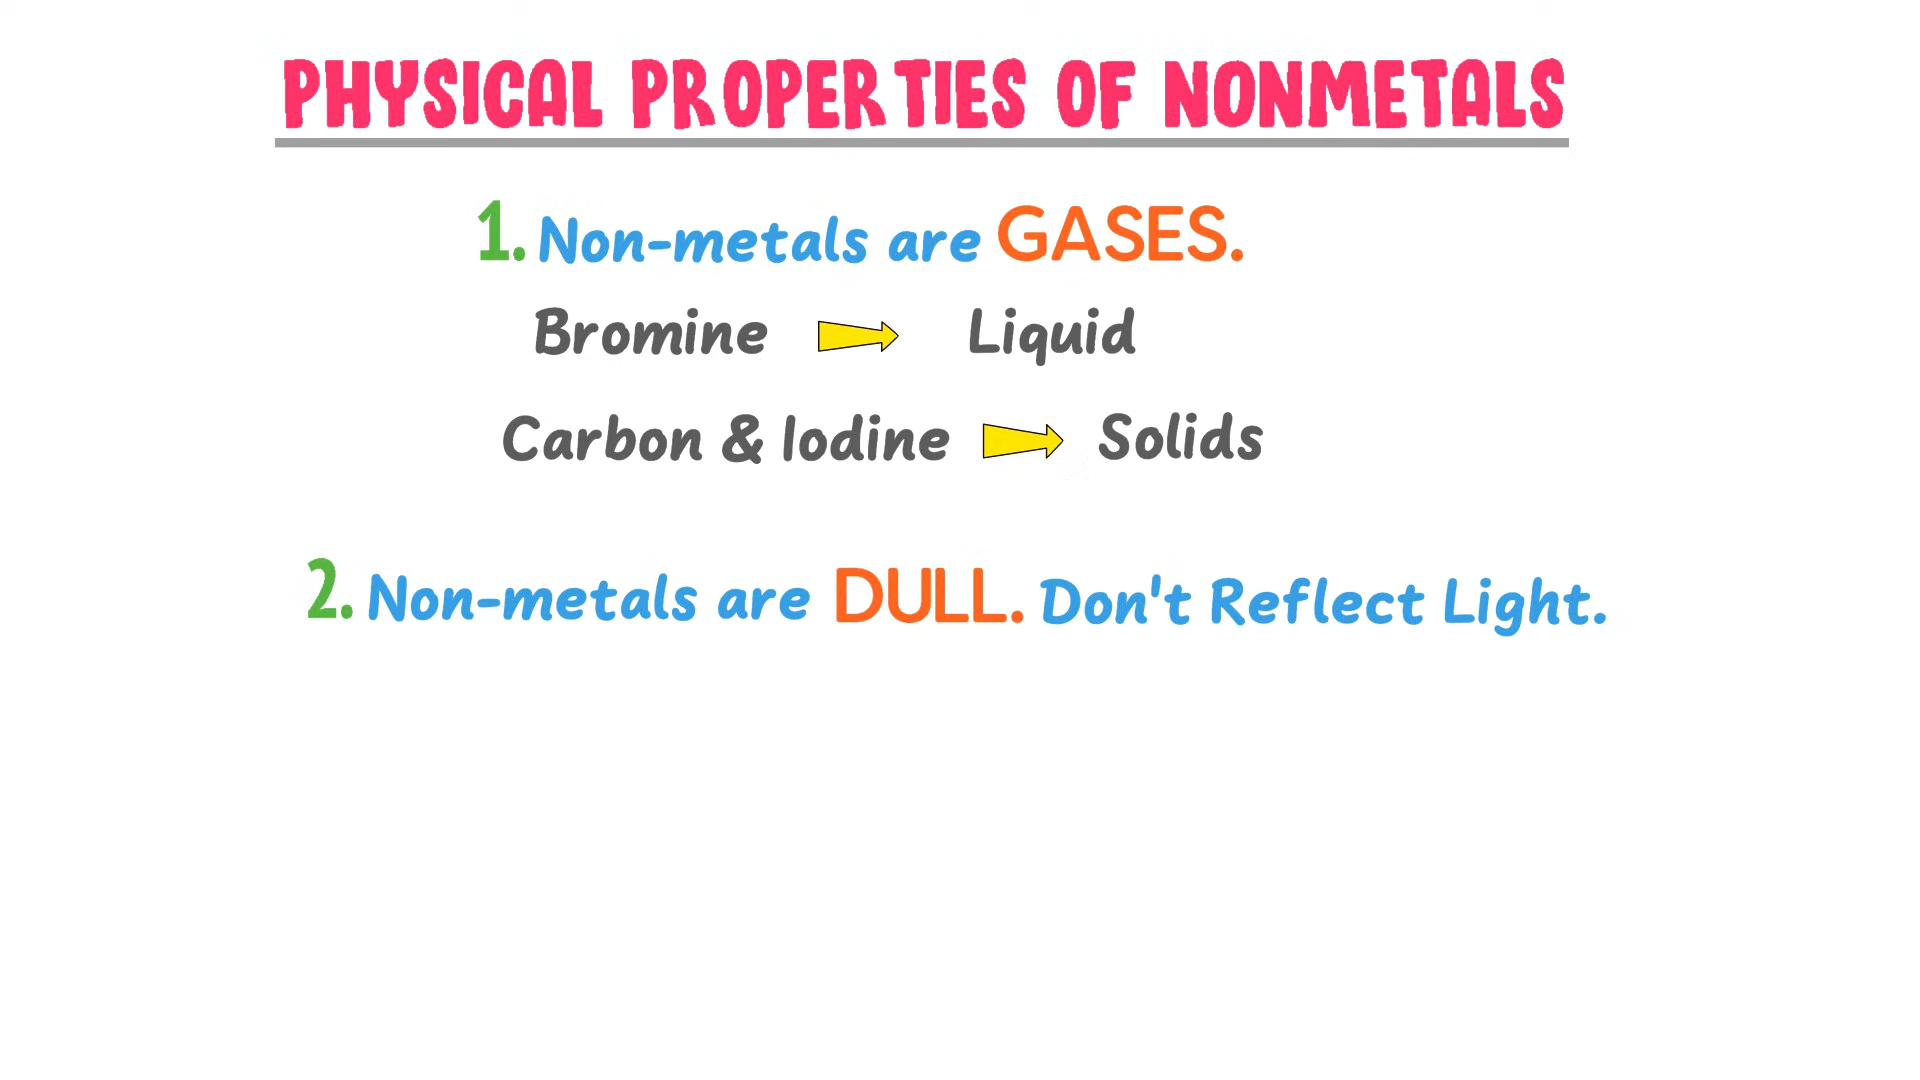 PHYSICAL PROPERTIES OF NONMETALS
1. Non-metals are GASES.
Bromine Liquid
Carbon & Iodine Solids
2. Non-metals are DULL. Don't Reflect Light.